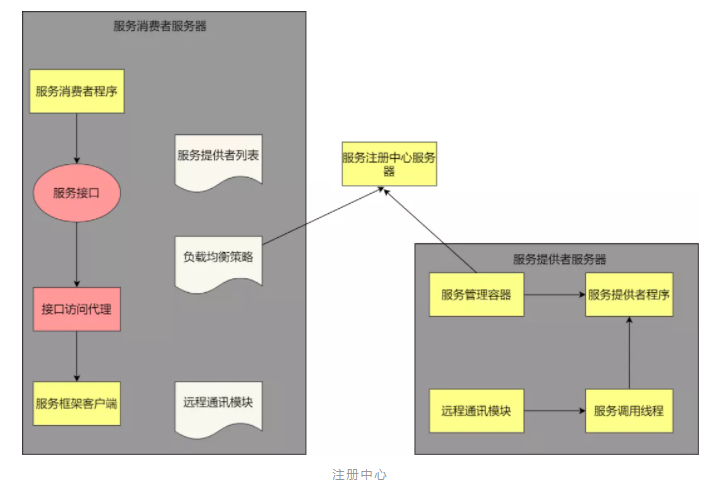 服务消费者服务器
服务消费者程序
服务接口
接口访问代理
服务框架客户端
服务提供者列表
负载均衡策略
远程通讯模块
服务注册中心服务
器
服务提供者服务器
服务管理容器
服务提供者程序
远程通讯模块
服务调用线程
注册中心